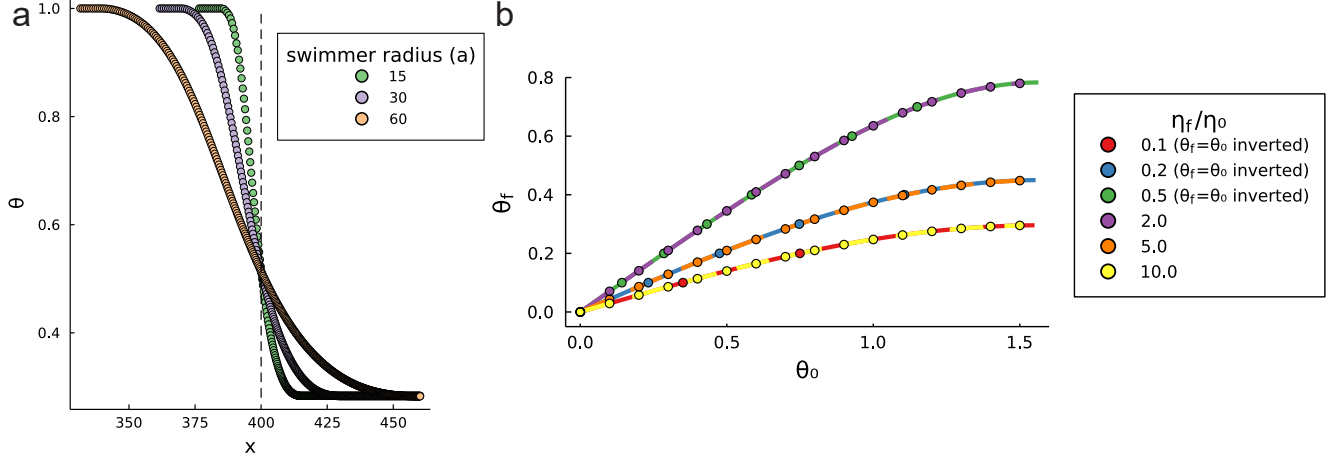 a
1.0
0.8
0.6
0.4
θ
350
375
400
425
450
x
swimmer radius (a)
15
30
60
b
0.8
0.6
0.4
0.2
0.0
θf
0.0
0.5
1.0
1.5
θ₀
ηf/η₀
0.1 (θf=θ₀ inverted)
0.2 (θf=θ₀ inverted)
0.5 (θf=θ₀ inverted)
2.0
5.0
10.0